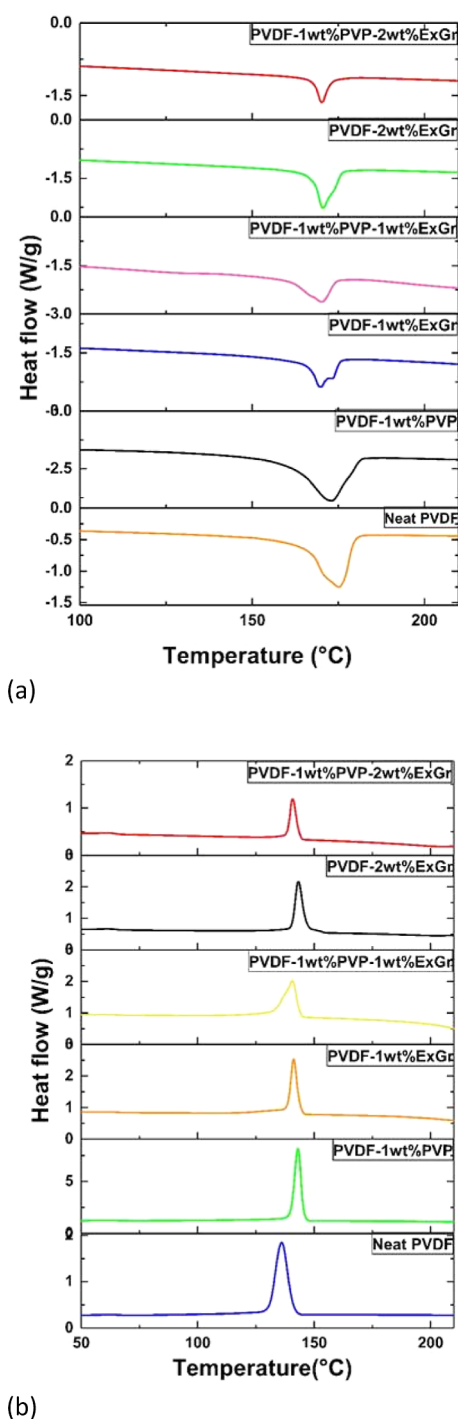 0.0
PVDF-1wt%PVP-2wt%ExGr
-1.5
0.0
PVDF-2wt%ExGr
-1.5
0.0
PVDF-1wt%PVP-1wt%ExGr
-1.5
-3.0
PVDF-1wt%ExGr
-1.5
PVDF-1wt%PVP
-2.5
0.0
Neat PVDF
-0.5
-1.0
-1.5
100 150 200
Heat flow (W/g)
Temperature (°C)
(a)
2
PVDF-1wt%PVP-2wt%ExGr
1
PVDF-2wt%ExGr
2
1
0
PVDF-1wt%PVP-1wt%ExGr
2
1
PVDF-1wt%ExGr
2
1
0
PVDF-1wt%PVP
5
Neat PVDF
1
0
50 100 150 200
Heat flow (W/g)
Temperature(°C)
(b)